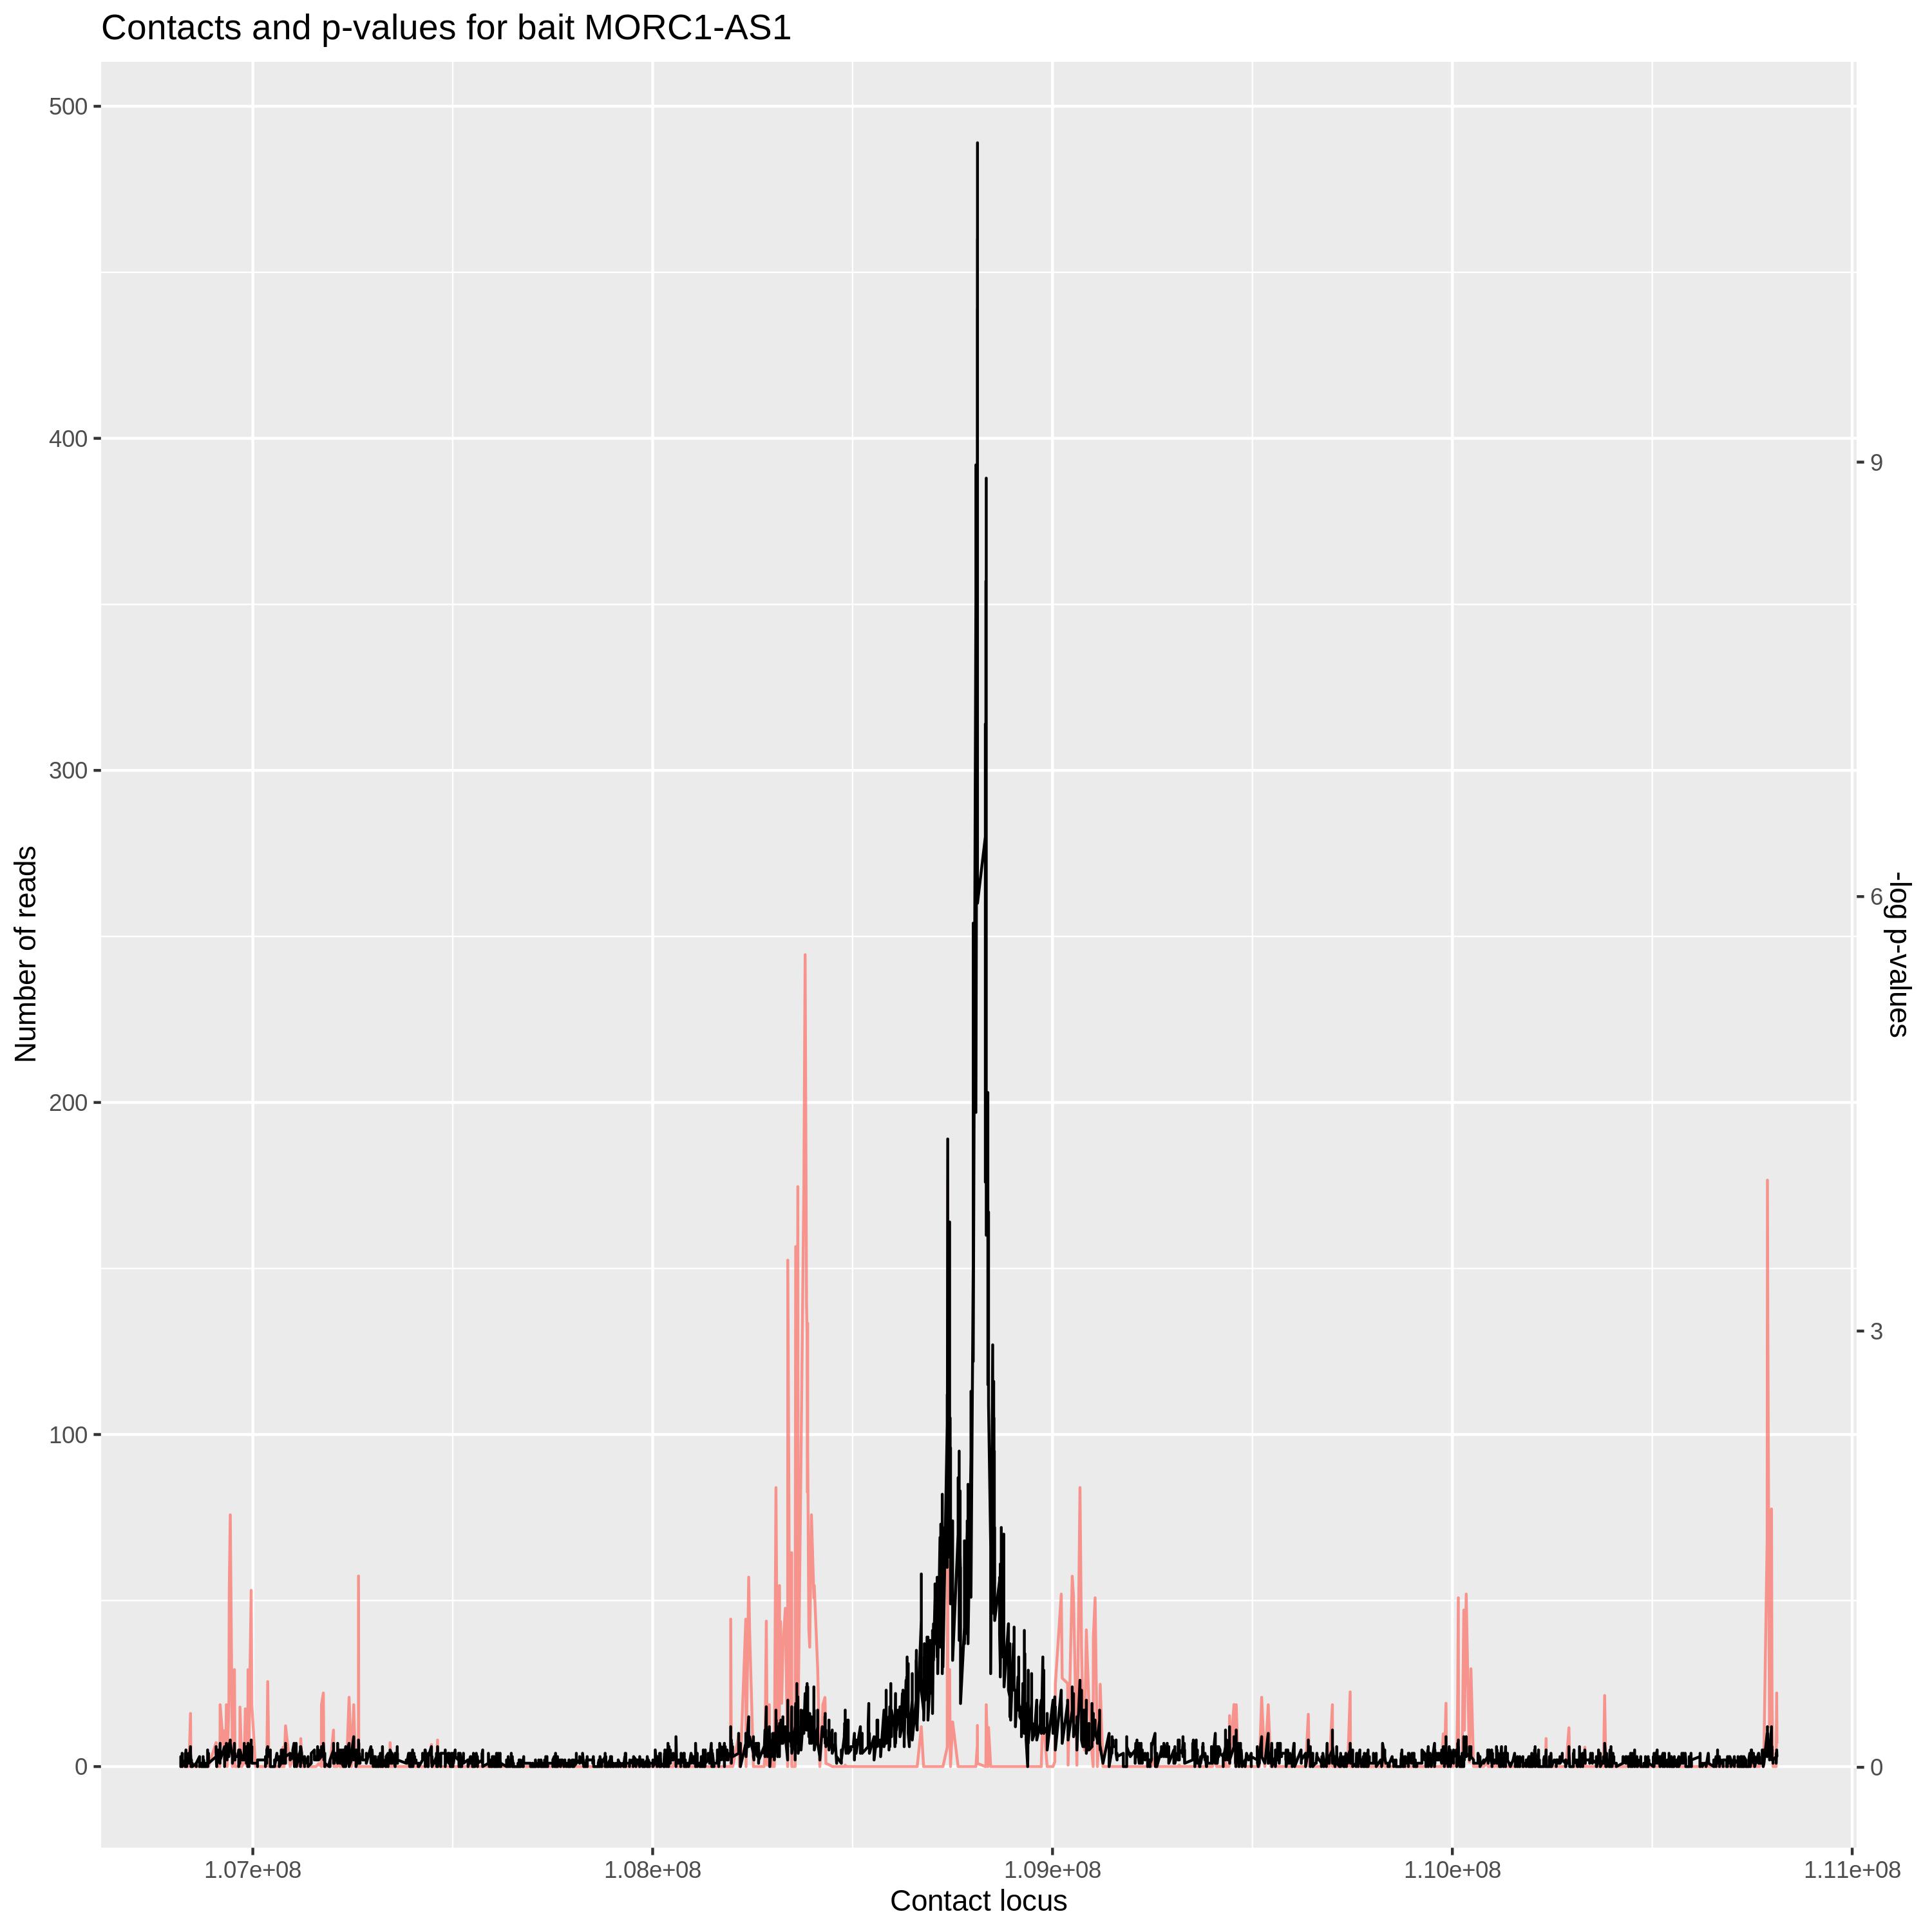 Contacts and p-values for bait MORC1-AS1
500
400
300
200
100
0
Number of reads
9
6
3
0
-log p-values
1.07e+08
1.08e+08
1.09e+08
1.10e+08
1.11e+08
Contact locus